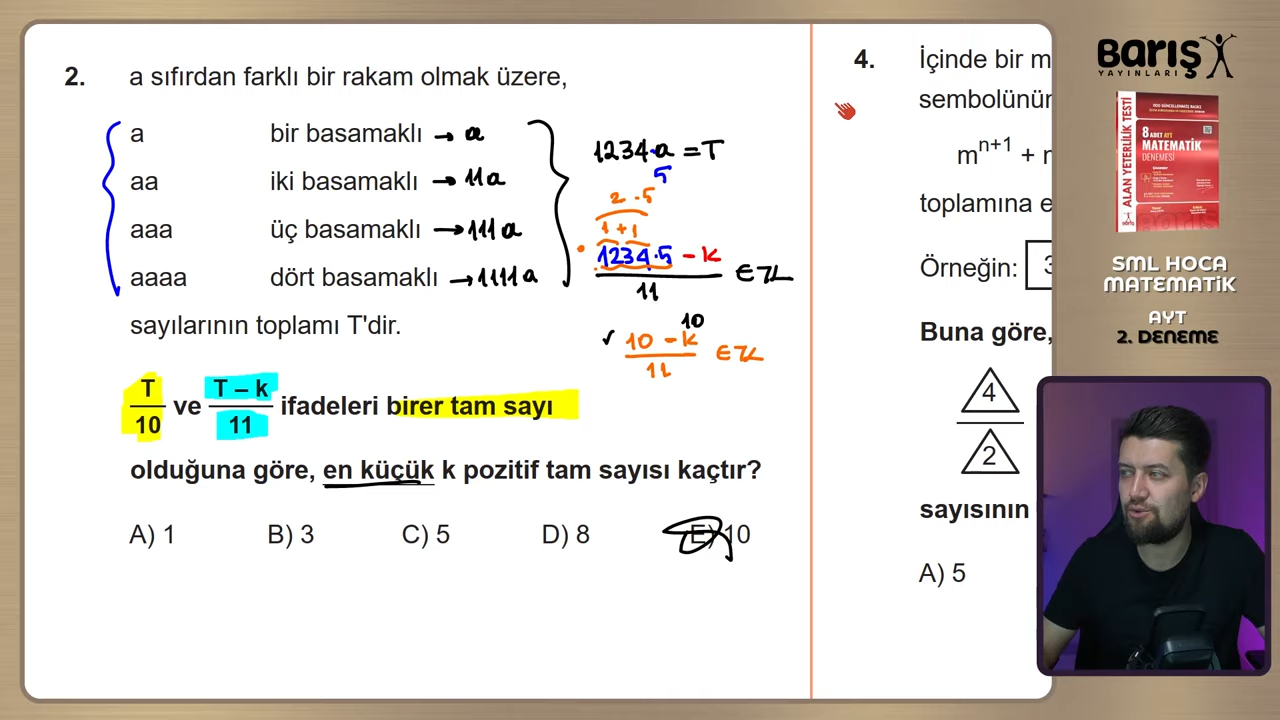 2. a sıfırdan farklı bir rakam olmak üzere,
a bir basamaklı → a
aa iki basamaklı → 11a
aaa üç basamaklı → 111a
aaaa dört basamaklı → 1111a
sayılarının toplamı T'dir.
T/10 ve T – k/11 ifadeleri birer tam sayı
olduğuna göre, en küçük k pozitif tam sayısı kaçtır?
A) 1 B) 3 C) 5 D) 8 E) 10
1234·a = T
5
2 · 5
1 + 1
1234·5 – k
11
∈ Z
10
10 – k
11
∈ Z
4. İçinde bir m
sembolünün
mⁿ⁺¹ + n
toplamına e
Örneğin: 3
Buna göre,
4
2
sayısının
A) 5
BARIŞ
YAYINLARI
ALAN YETERLİLİK TESTİ
8 ADET AYT
MATEMATİK
DENEMESİ
SML HOCA
MATEMATİK
AYT
2. DENEME